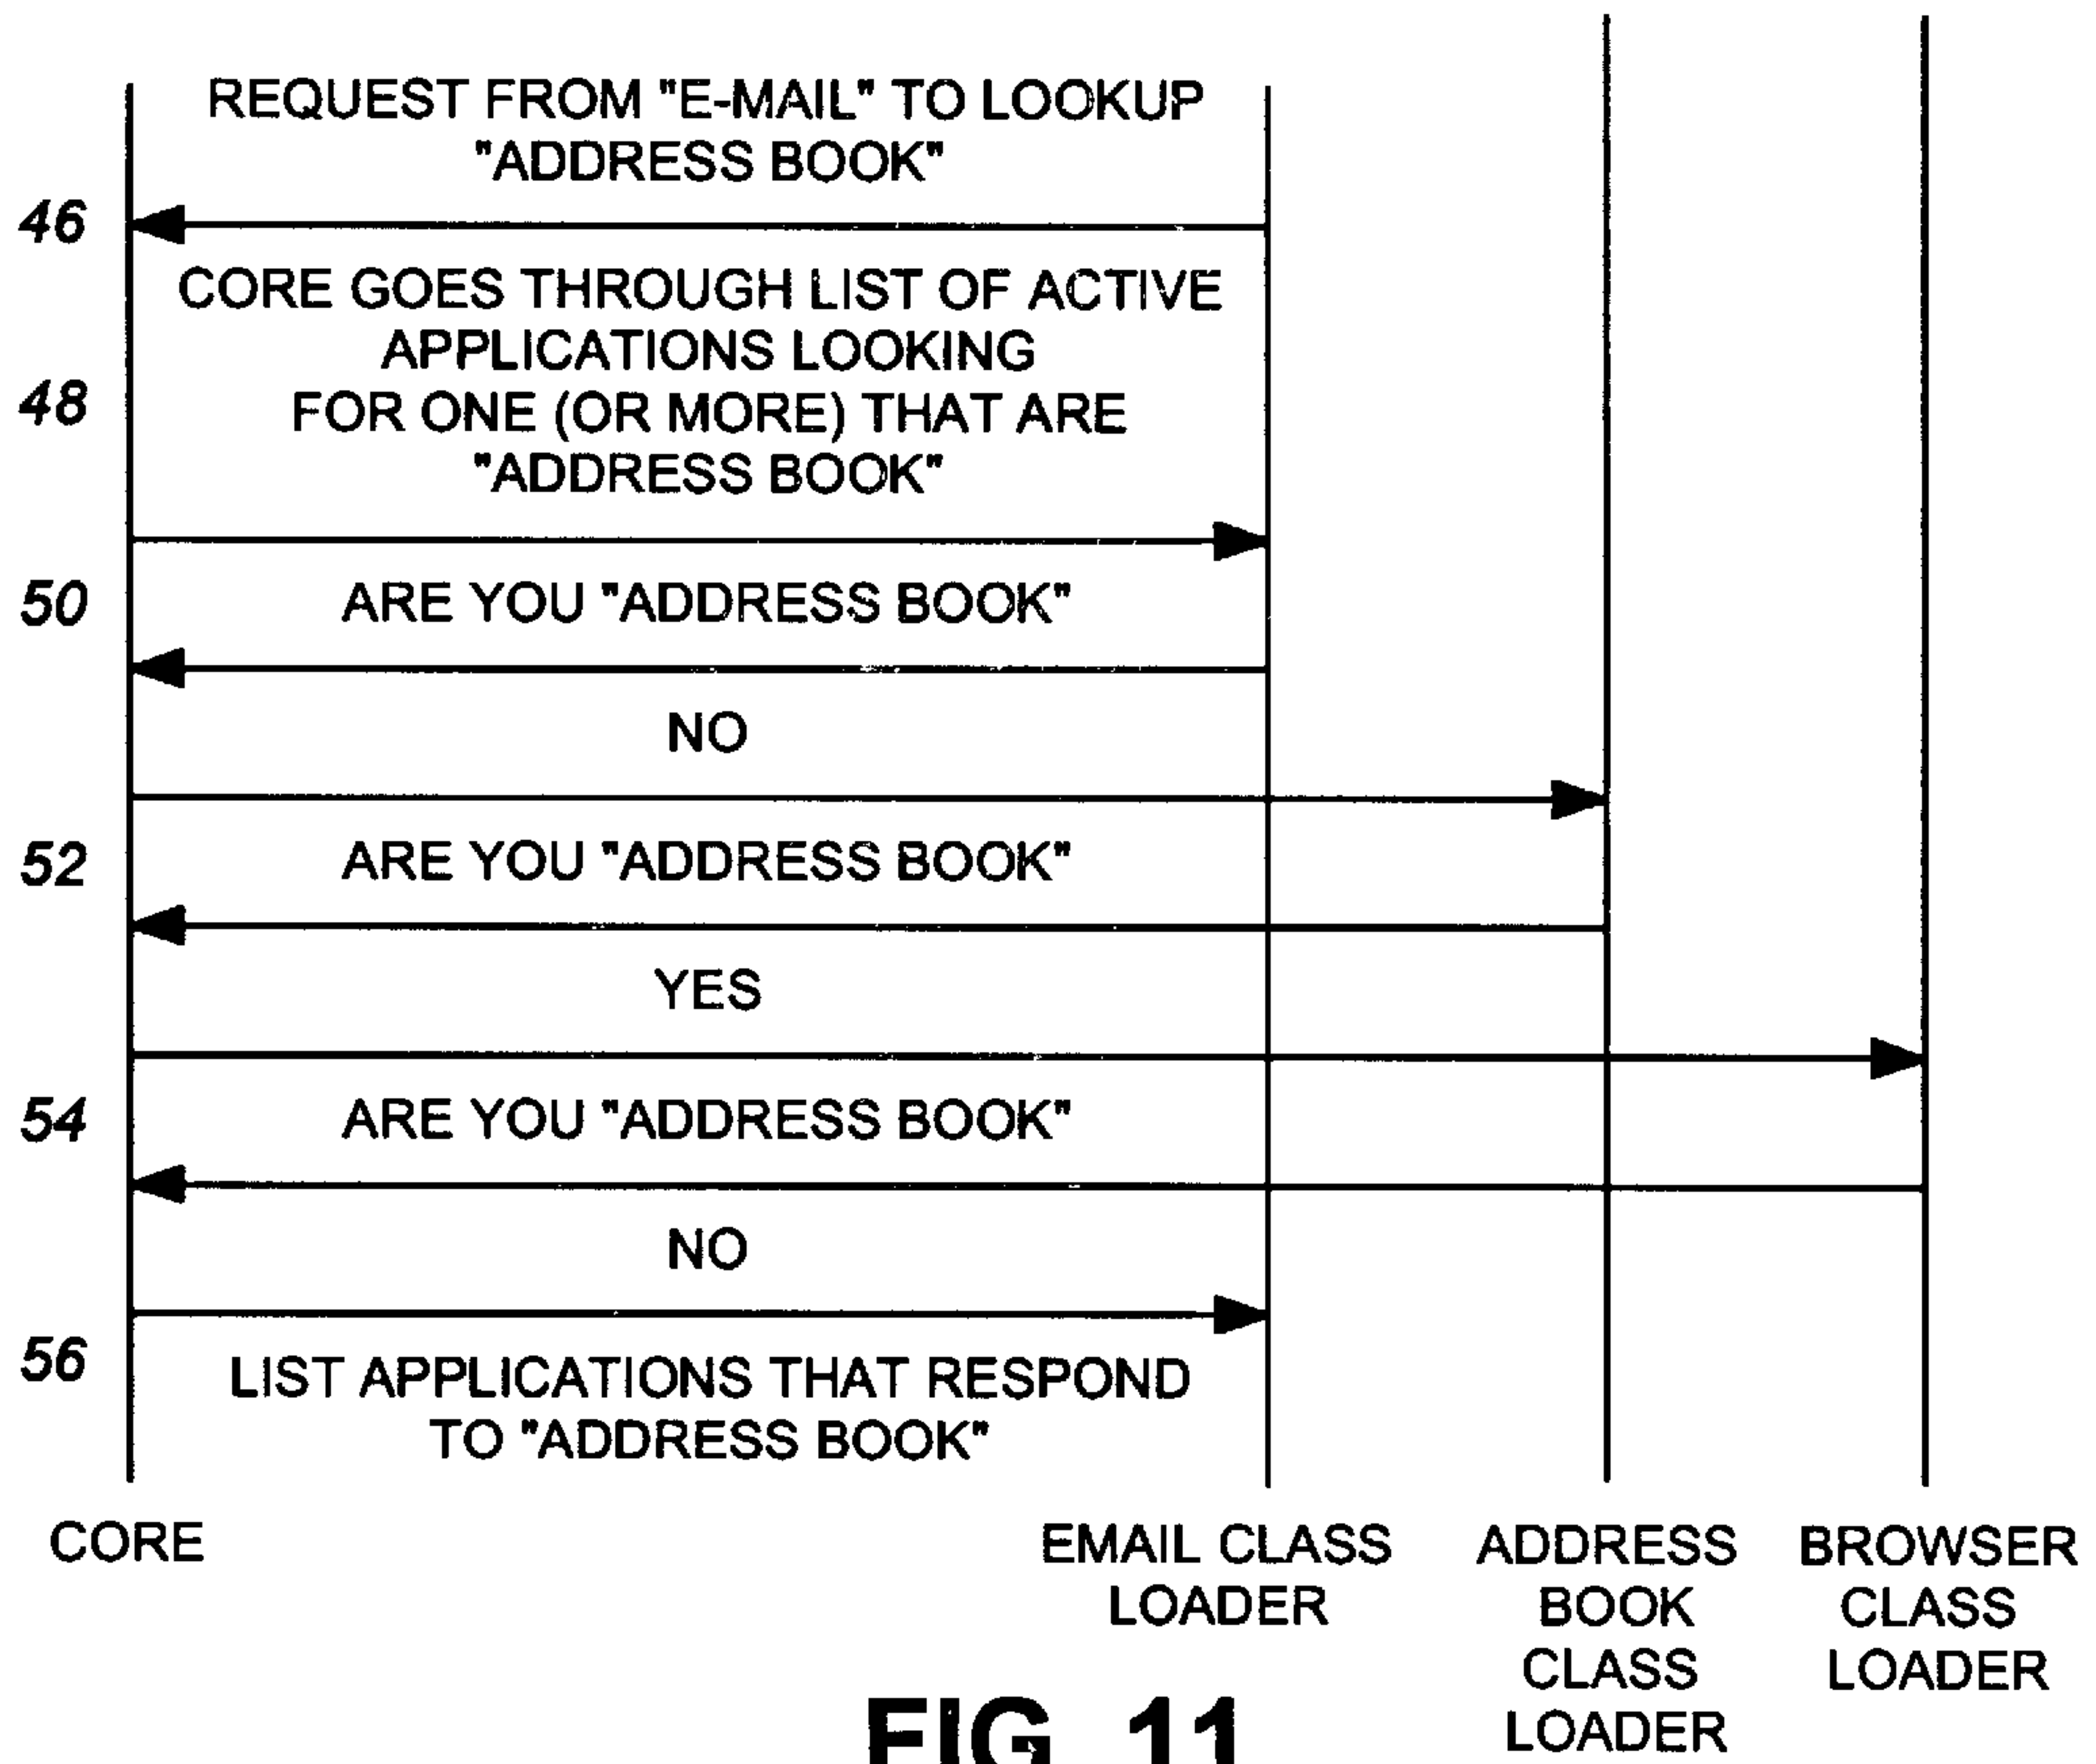 REQUEST FROM "E-MAIL" TO LOOKUP
"ADDRESS BOOK"
46
CORE GOES THROUGH LIST OF ACTIVE
APPLICATIONS LOOKING
48
FOR ONE (OR MORE) THAT ARE
"ADDRESS BOOK"
50
ARE YOU "ADDRESS BOOK"
NO
52
ARE YOU "ADDRESS BOOK"
YES
54
ARE YOU "ADDRESS BOOK"
NO
56
LIST APPLICATIONS THAT RESPOND
TO "ADDRESS BOOK"
CORE
EMAIL CLASS
LOADER
ADDRESS
BOOK
CLASS
LOADER
BROWSER
CLASS
LOADER
FIG. 11